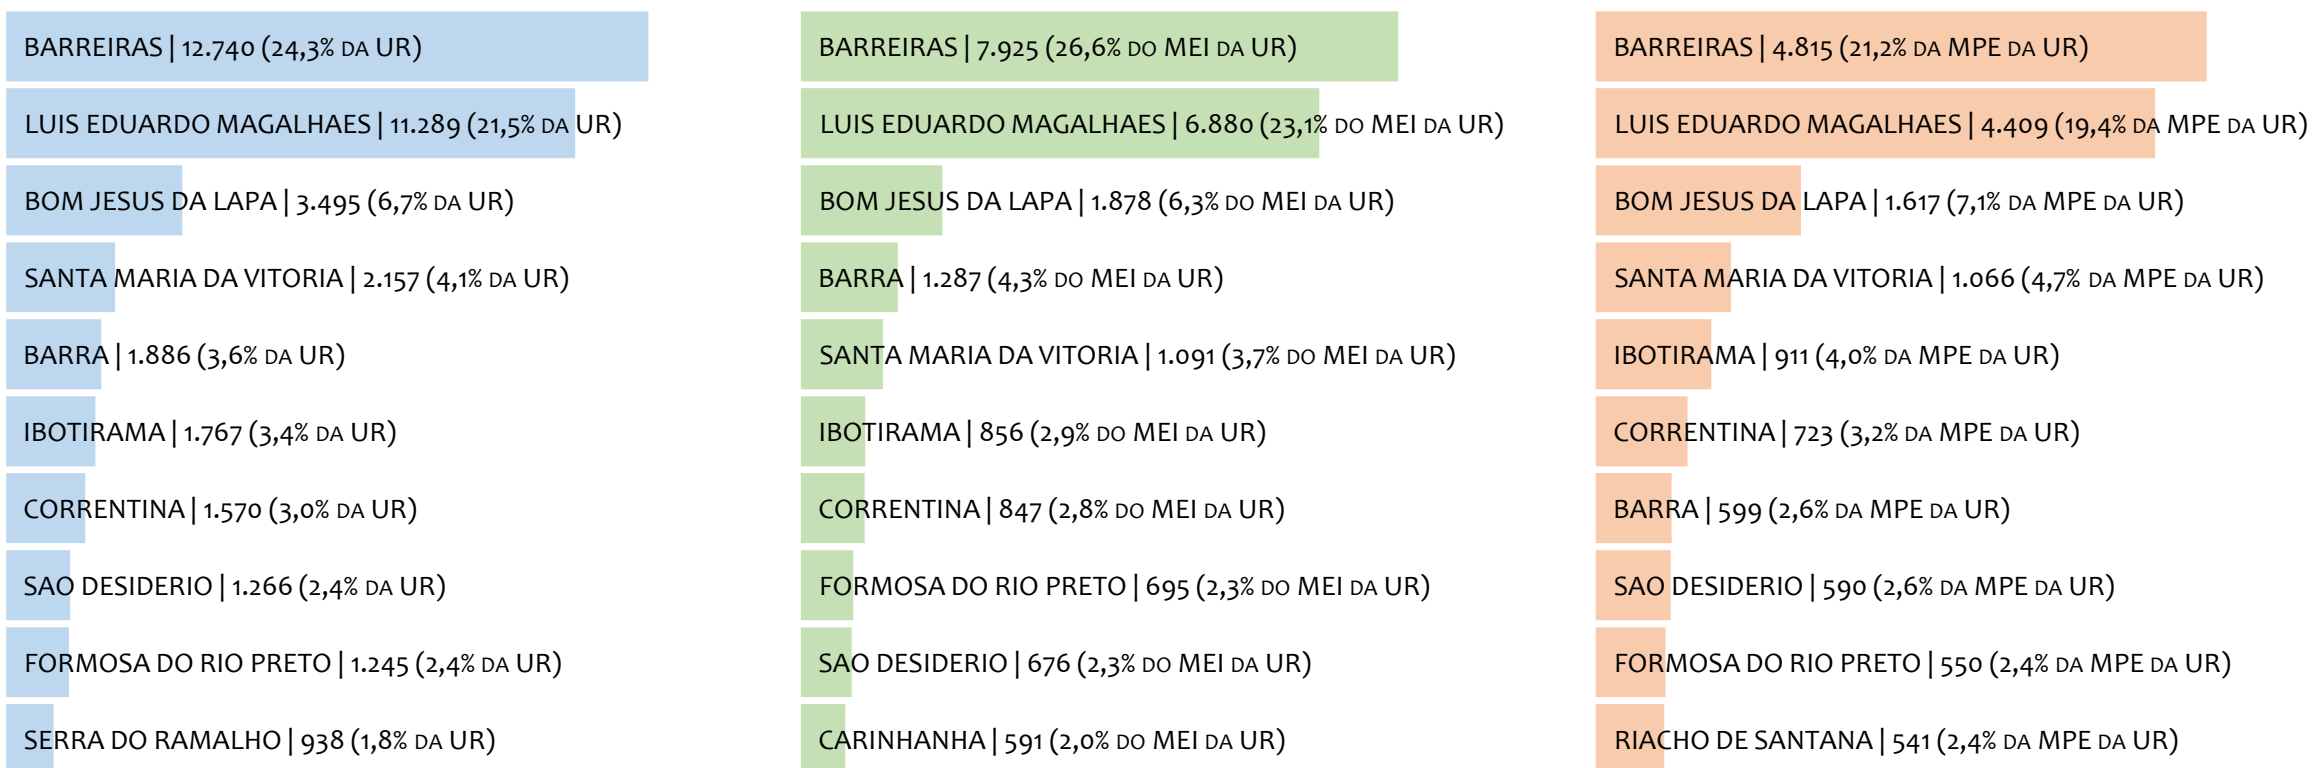 BARREIRAS | 12.740 (24,3% DA UR)
LUIS EDUARDO MAGALHAES | 11.289 (21,5% DA UR)
BOM JESUS DA LAPA | 3.495 (6,7% DA UR)
SANTA MARIA DA VITORIA | 2.157 (4,1% DA UR)
BARRA | 1.886 (3,6% DA UR)
IBOTIRAMA | 1.767 (3,4% DA UR)
CORRENTINA | 1.570 (3,0% DA UR)
SAO DESIDERIO | 1.266 (2,4% DA UR)
FORMOSA DO RIO PRETO | 1.245 (2,4% DA UR)
SERRA DO RAMALHO | 938 (1,8% DA UR)
BARREIRAS | 7.925 (26,6% DO MEI DA UR)
LUIS EDUARDO MAGALHAES | 6.880 (23,1% DO MEI DA UR)
BOM JESUS DA LAPA | 1.878 (6,3% DO MEI DA UR)
BARRA | 1.287 (4,3% DO MEI DA UR)
SANTA MARIA DA VITORIA | 1.091 (3,7% DO MEI DA UR)
IBOTIRAMA | 856 (2,9% DO MEI DA UR)
CORRENTINA | 847 (2,8% DO MEI DA UR)
FORMOSA DO RIO PRETO | 695 (2,3% DO MEI DA UR)
SAO DESIDERIO | 676 (2,3% DO MEI DA UR)
CARINHANHA | 591 (2,0% DO MEI DA UR)
BARREIRAS | 4.815 (21,2% DA MPE DA UR)
LUIS EDUARDO MAGALHAES | 4.409 (19,4% DA MPE DA UR)
BOM JESUS DA LAPA | 1.617 (7,1% DA MPE DA UR)
SANTA MARIA DA VITORIA | 1.066 (4,7% DA MPE DA UR)
IBOTIRAMA | 911 (4,0% DA MPE DA UR)
CORRENTINA | 723 (3,2% DA MPE DA UR)
BARRA | 599 (2,6% DA MPE DA UR)
SAO DESIDERIO | 590 (2,6% DA MPE DA UR)
FORMOSA DO RIO PRETO | 550 (2,4% DA MPE DA UR)
RIACHO DE SANTANA | 541 (2,4% DA MPE DA UR)